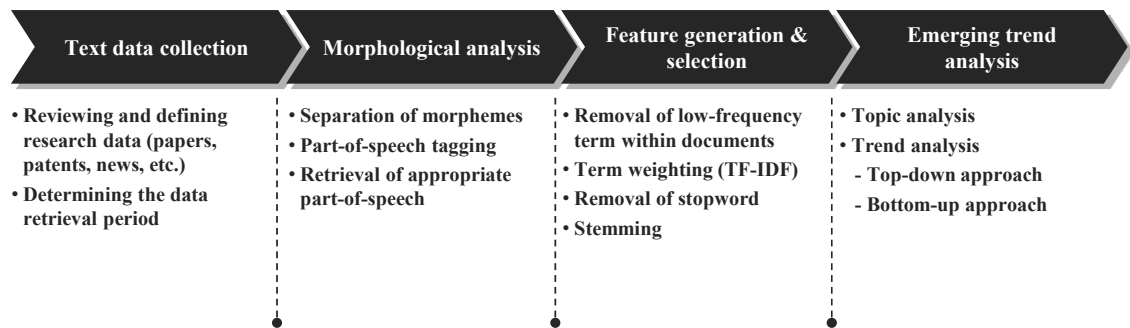 Text data collection
• Reviewing and defining
research data (papers,
patents, news, etc.)
• Determining the data
retrieval period
Morphological analysis
• Separation of morphemes
• Part-of-speech tagging
• Retrieval of appropriate
part-of-speech
Feature generation &
selection
• Removal of low-frequency
term within documents
• Term weighting (TF-IDF)
• Removal of stopword
• Stemming
Emerging trend
analysis
• Topic analysis
• Trend analysis
- Top-down approach
- Bottom-up approach